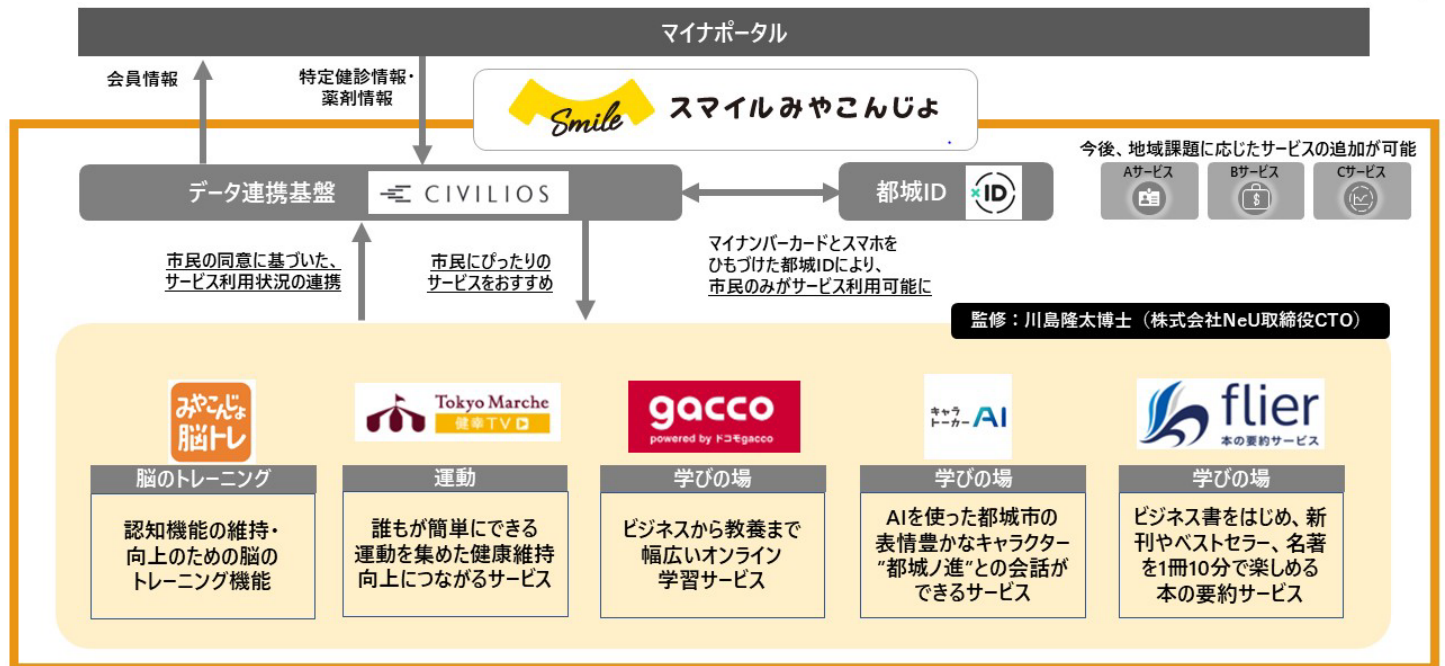 マイナポータル
会員情報
特定健診情報・
薬剤情報
Smile
スマイルみやこんじょ
今後、地域課題に応じたサービスの追加が可能
Aサービス
Bサービス
Cサービス
データ連携基盤
CIVILIOS
都城ID
×ID
市民の同意に基づいた、
サービス利用状況の連携
市民にぴったりの
サービスをおすすめ
マイナンバーカードとスマホを
ひもづけた都城IDにより、
市民のみがサービス利用可能に
監修：川島隆太博士（株式会社NeU取締役CTO）
みやこんじょ
脳トレ
Tokyo Marche
健幸TV
gacco
powered by ドコモgacco
キャラ
トーカー AI
flier
本の要約サービス
脳のトレーニング
運動
学びの場
学びの場
学びの場
認知機能の維持・
向上のための脳の
トレーニング機能
誰もが簡単にできる
運動を集めた健康維持
向上につながるサービス
ビジネスから教養まで
幅広いオンライン
学習サービス
AIを使った都城市の
表情豊かなキャラクター
”都城ノ進”との会話が
できるサービス
ビジネス書をはじめ、新
刊やベストセラー、名著
を1冊10分で楽しめる
本の要約サービス